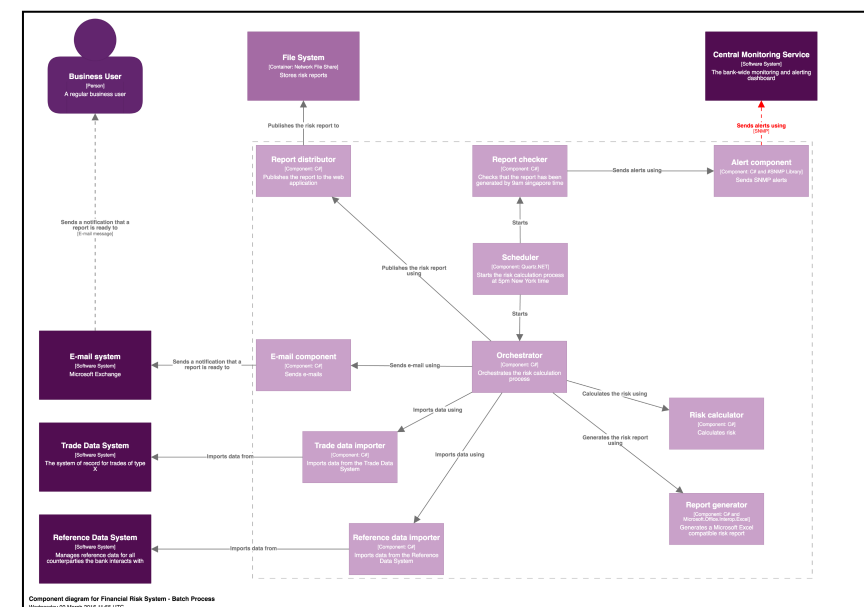 Business User
[Person]
A regular business user
File System
[Container: Network File Share]
Stores risk reports
Central Monitoring Service
[Software System]
The bank-wide monitoring and alerting
dashboard
Publishes the risk report to
Sends alerts using
[SNMP]
Report distributor
[Component: C#]
Publishes the report to the web
application
Report checker
[Component: C#]
Checks that the report has been
generated by 9am singapore time
Sends alerts using
Alert component
[Component: C# and #SNMP Library]
Sends SNMP alerts
Sends a notification that a
report is ready to
[E-mail message]
Starts
Scheduler
[Component: Quartz.NET]
Starts the risk calculation process
at 6pm New York time
Publishes the risk report
using
Starts
E-mail system
[Software System]
Microsoft Exchange
Sends a notification that a
report is ready to
E-mail component
[Component: C#]
Sends e-mails
Sends e-mail using
Orchestrator
[Component: C#]
Orchestrates the risk calculation
process
Calculates the risk using
Risk calculator
[Component: C#]
Calculates risk
Imports data using
Generates the risk report
using
Trade Data System
[Software System]
The system of record for trades of type
X
Imports data from
Trade data importer
[Component: C#]
Imports data from the Trade Data
System
Imports data using
Report generator
[Component: C# and
Microsoft.Office.Interop.Excel]
Generates a Microsoft Excel
compatible risk report
Reference Data System
[Software System]
Manages reference data for all
counterparties the bank interacts with
Imports data from
Reference data importer
[Component: C#]
Imports data from the Reference
Data System
Component diagram for Financial Risk System - Batch Process